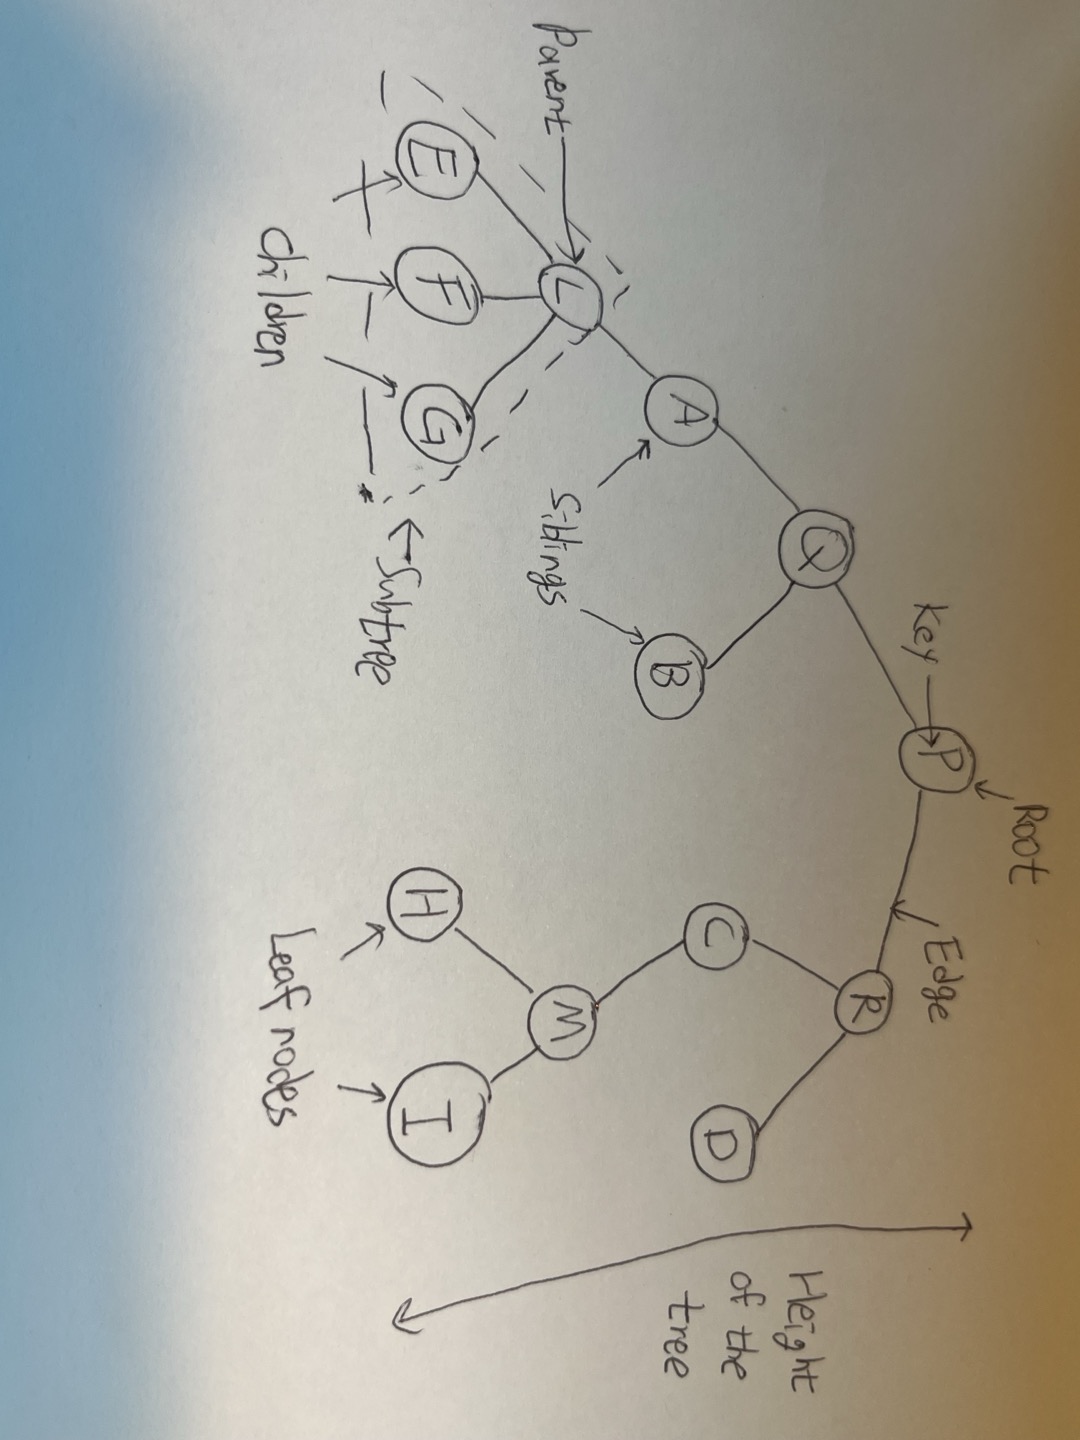 Root
Key
P
Edge
Q
R
A
B
C
D
Siblings
Height
of the
tree
Parent
L
M
E
F
G
H
I
Subtree
Children
Leaf nodes